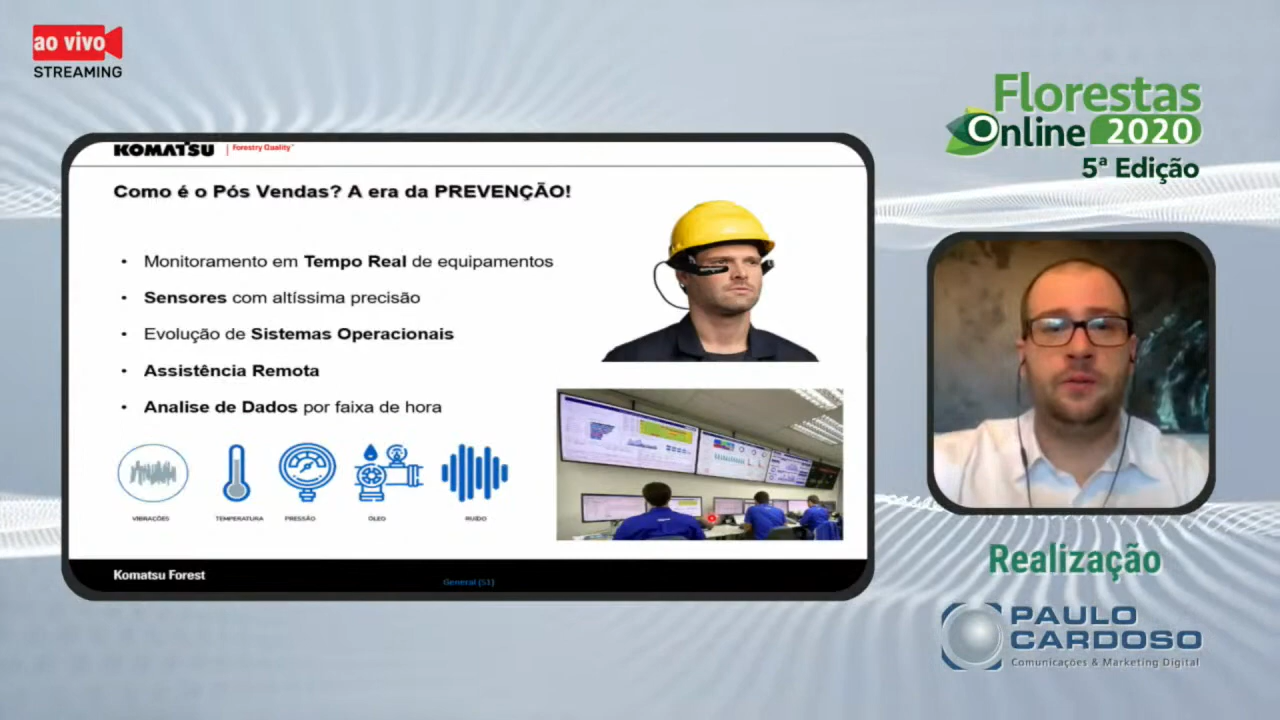 ao vivo
STREAMING
KOMATSU
Forestry Quality
Como é o Pós Vendas? A era da PREVENÇÃO!
• Monitoramento em Tempo Real de equipamentos
• Sensores com altíssima precisão
• Evolução de Sistemas Operacionais
• Assistência Remota
• Analise de Dados por faixa de hora
VIBRAÇÕES
TEMPERATURA
PRESSÃO
ÓLEO
RUÍDO
Komatsu Forest
General (S1)
Florestas
Online 2020
5ª Edição
Realização
PAULO
CARDOSO
Comunicações & Marketing Digital